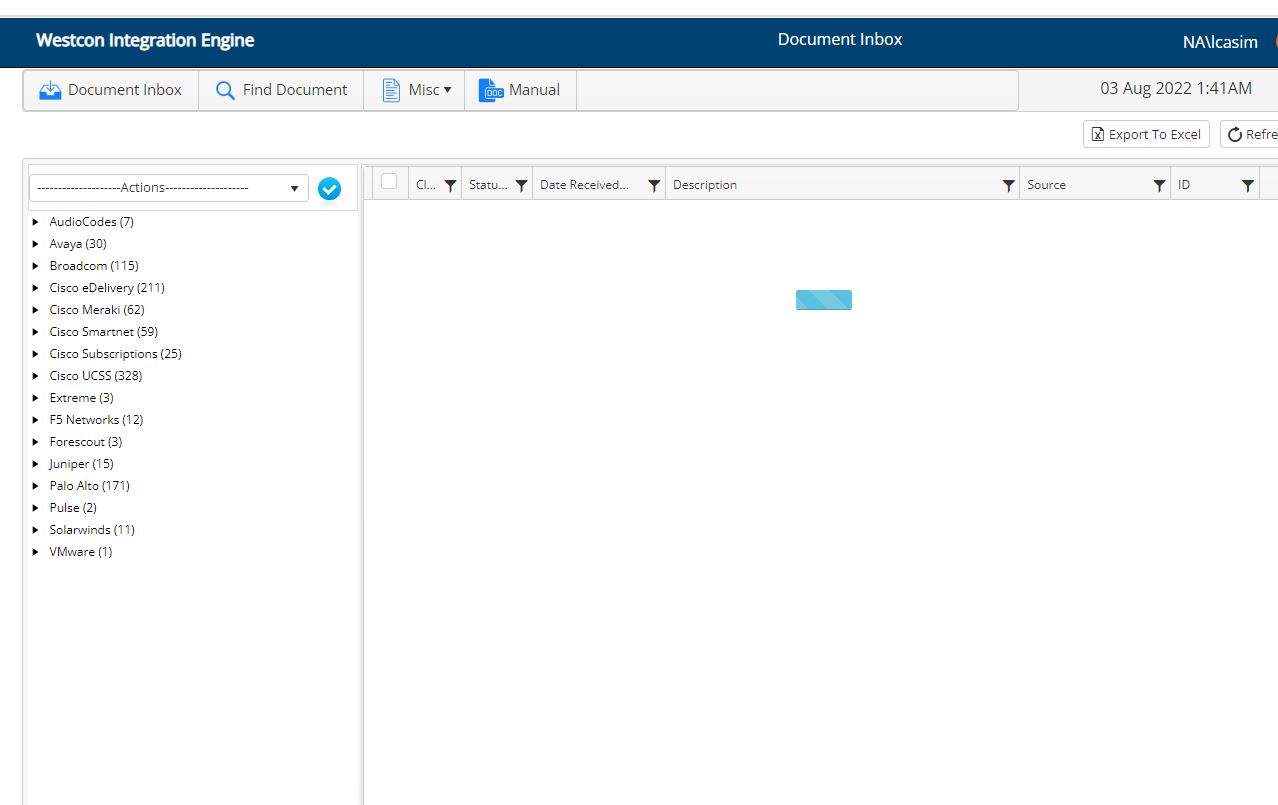 Westcon Integration Engine
Document Inbox
NA\lcasim
Document Inbox
Find Document
Misc
DOC Manual
03 Aug 2022 1:41AM
Export To Excel
Refre
--------------------Actions--------------------
Cl...
Statu...
Date Received...
Description
Source
ID
AudioCodes (7)
Avaya (30)
Broadcom (115)
Cisco eDelivery (211)
Cisco Meraki (62)
Cisco Smartnet (59)
Cisco Subscriptions (25)
Cisco UCSS (328)
Extreme (3)
F5 Networks (12)
Forescout (3)
Juniper (15)
Palo Alto (171)
Pulse (2)
Solarwinds (11)
VMware (1)